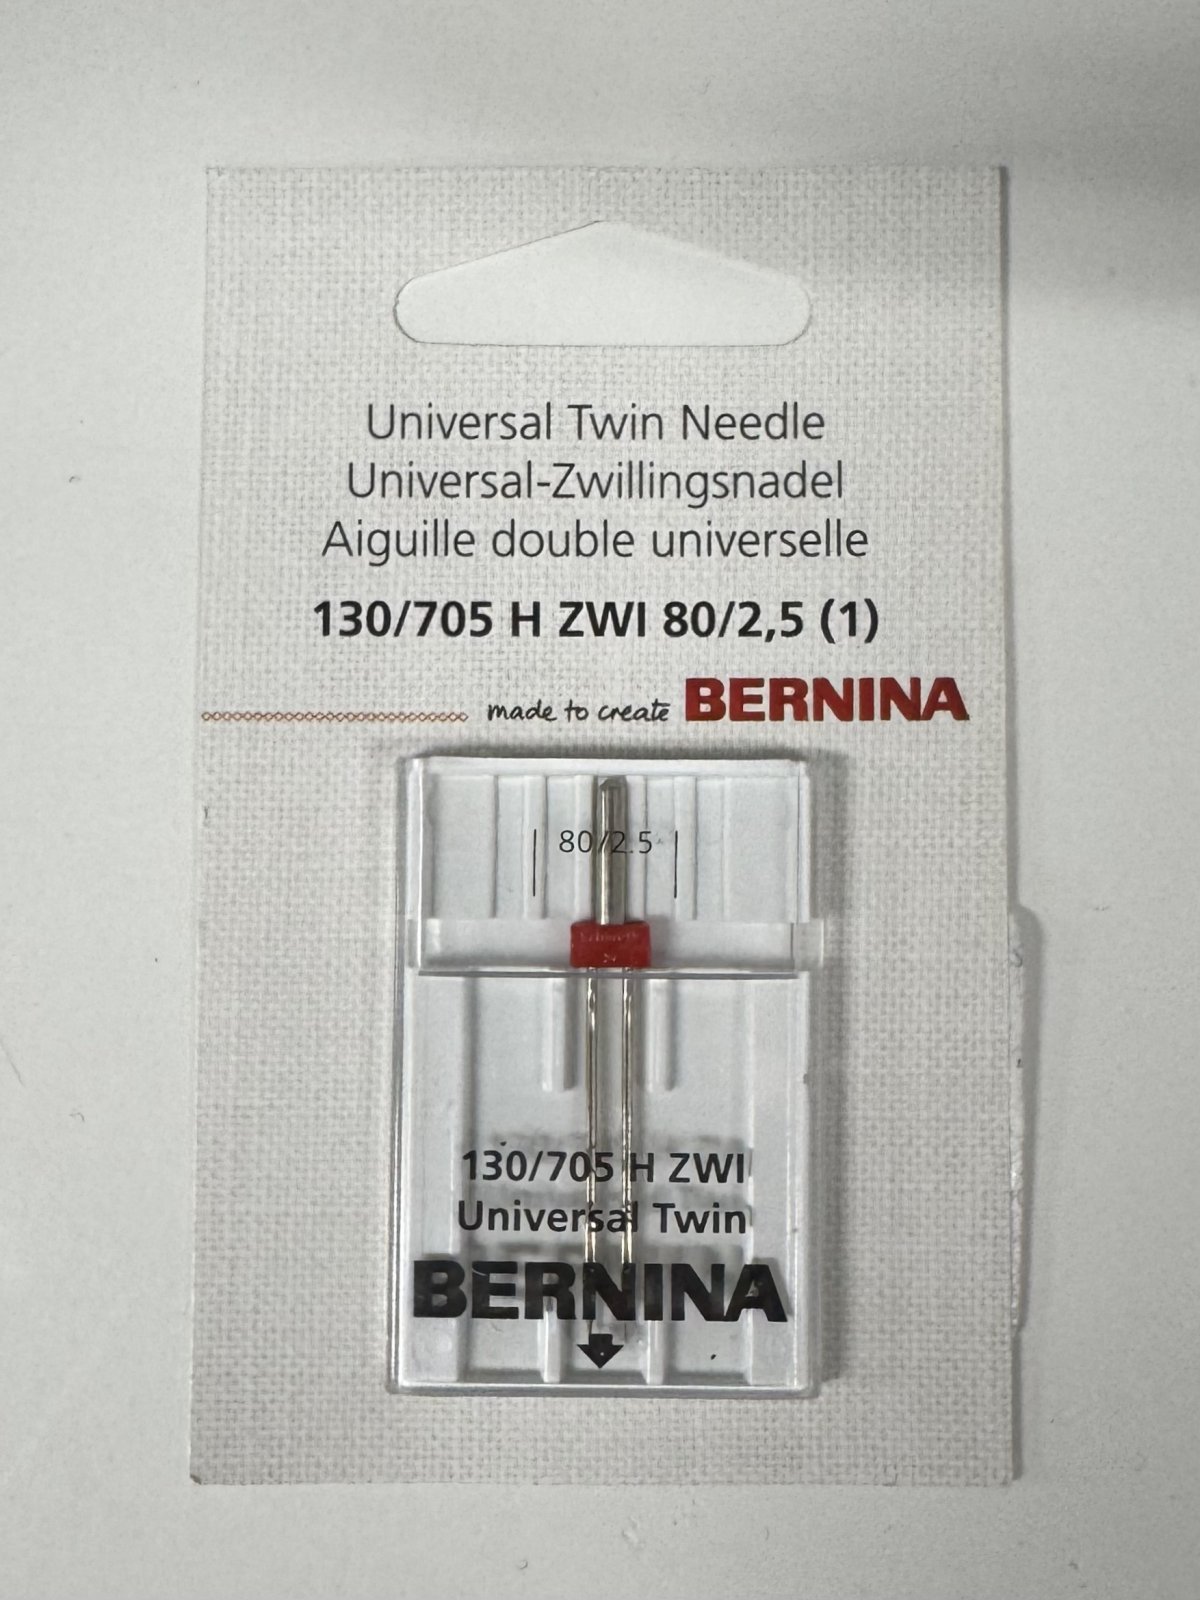 Universal Twin Needle
Universal-Zwillingsnadel
Aiguille double universelle
130/705 H ZWI 80/2,5 (1)
made to create BERNINA
80/2.5
130/705 H ZWI
Universal Twin
BERNINA